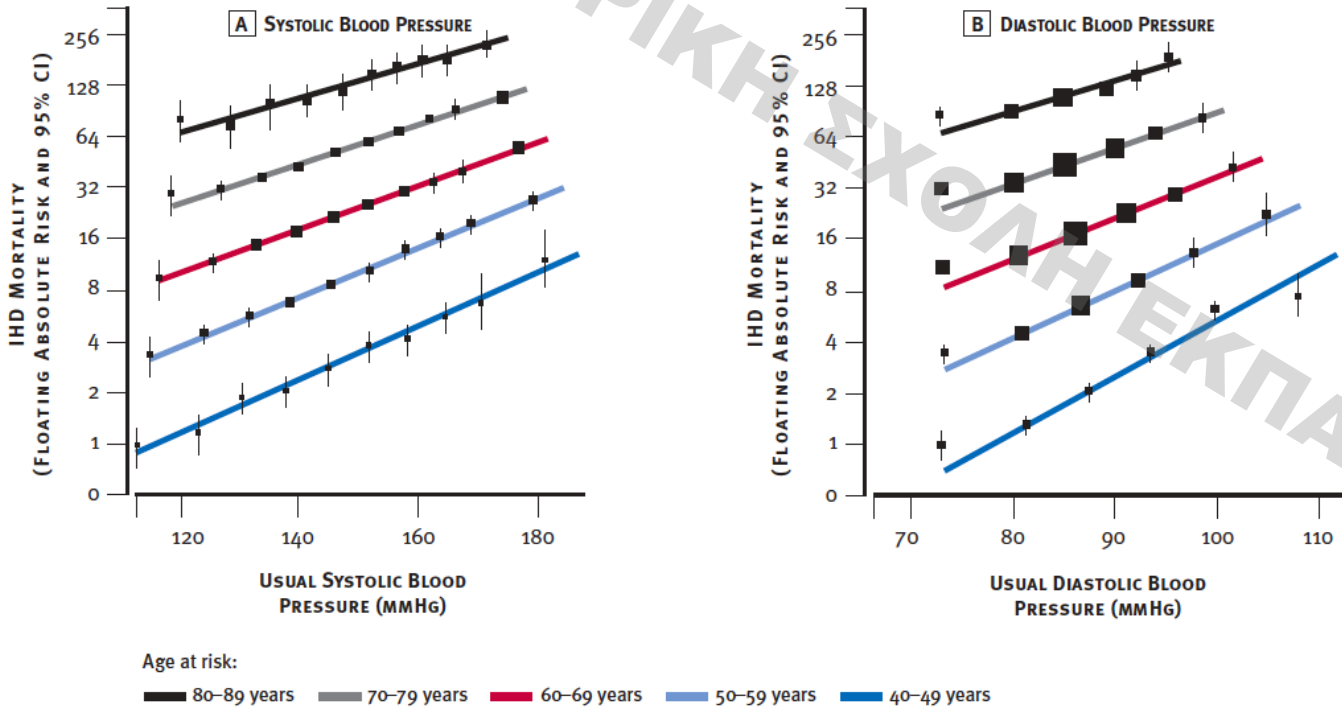 A SYSTOLIC BLOOD PRESSURE
IHD MORTALITY
(FLOATING ABSOLUTE RISK AND 95% CI)
256
128
64
32
16
8
4
2
1
0
120 140 160 180
USUAL SYSTOLIC BLOOD
PRESSURE (MMHG)
B DIASTOLIC BLOOD PRESSURE
IHD MORTALITY
(FLOATING ABSOLUTE RISK AND 95% CI)
256
128
64
32
16
8
4
2
1
0
70 80 90 100 110
USUAL DIASTOLIC BLOOD
PRESSURE (MMHG)
Age at risk:
80–89 years 70–79 years 60–69 years 50–59 years 40–49 years
ΣΧΟΛΗ